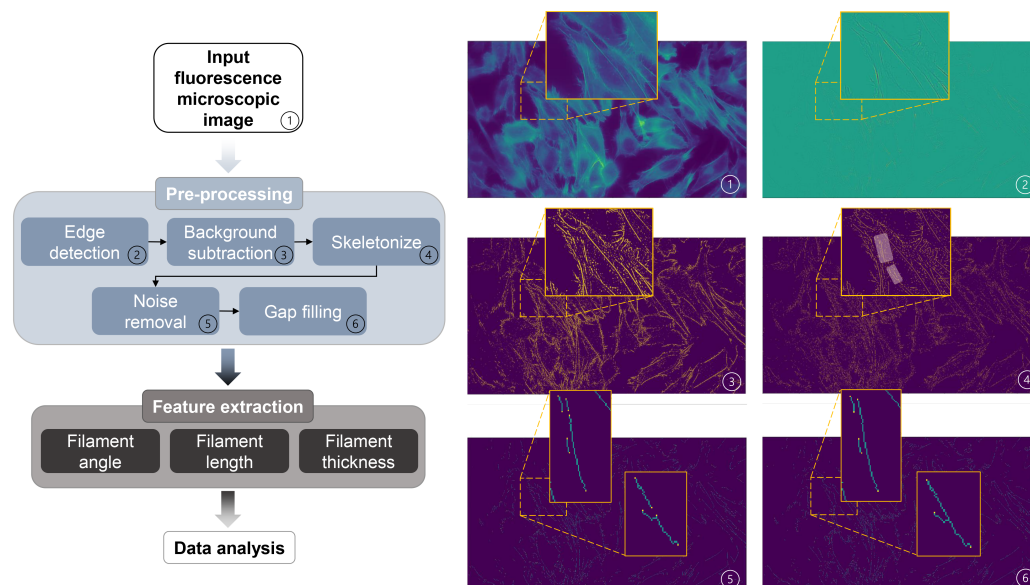 Input
fluorescence
microscopic
image
1
Pre-processing
Edge
detection
2
Background
subtraction
3
Skeletonize
4
Noise
removal
5
Gap filling
6
Feature extraction
Filament
angle
Filament
length
Filament
thickness
Data analysis
1
2
3
4
5
6